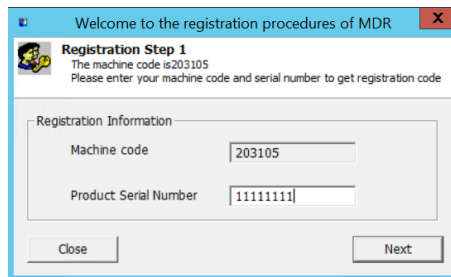 Welcome to the registration procedures of MDR
Registration Step 1
The machine code is203105
Please enter your machine code and serial number to get registration code
Registration Information
Machine code 203105
Product Serial Number 11111111
Close Next